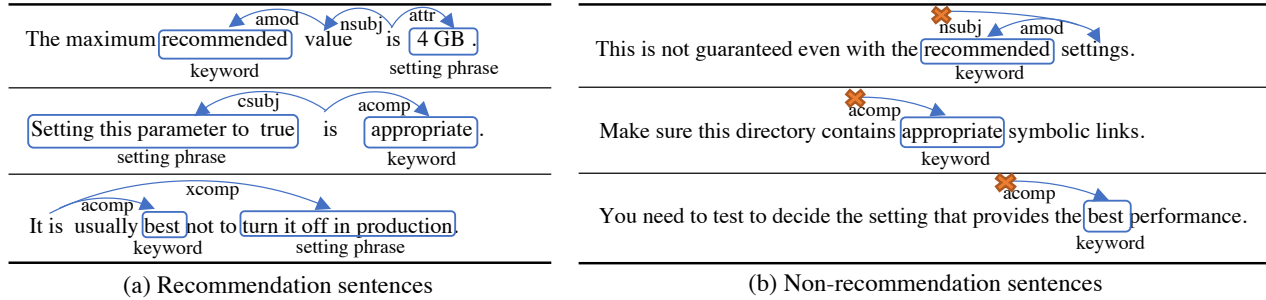 amod nsubj attr
The maximum recommended value is 4 GB .
keyword setting phrase
csubj acomp
Setting this parameter to true is appropriate .
setting phrase keyword
xcomp
acomp
It is usually best not to turn it off in production.
keyword setting phrase
(a) Recommendation sentences
nsubj amod
This is not guaranteed even with the recommended settings.
keyword
acomp
Make sure this directory contains appropriate symbolic links.
keyword
acomp
You need to test to decide the setting that provides the best performance.
keyword
(b) Non-recommendation sentences